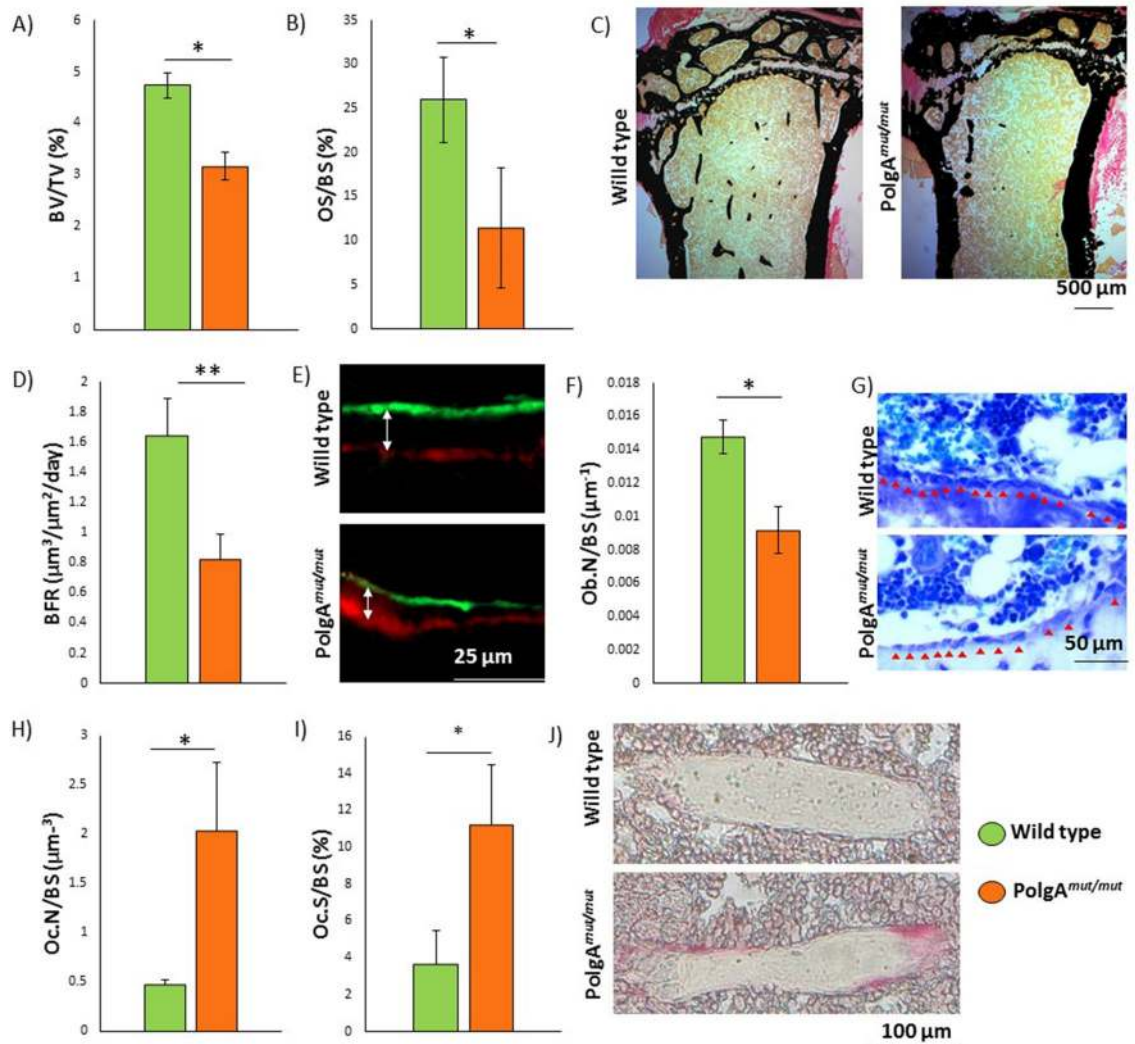 A)
BV/TV (%)
6
5
4
3
2
1
0
*
B)
OS/BS (%)
35
30
25
20
15
10
5
0
*
C)
Willd type
PolgA^mut/mut
500 µm
D)
BFR (µm³/µm²/day)
2
1.8
1.6
1.4
1.2
1
0.8
0.6
0.4
0.2
0
**
E)
Willd type
PolgA^mut/mut
25 µm
F)
Ob.N/BS (µm⁻¹)
0.018
0.016
0.014
0.012
0.01
0.008
0.006
0.004
0.002
0
*
G)
Wild type
PolgA^mut/mut
50 µm
H)
Oc.N/BS (µm⁻³)
3
2.5
2
1.5
1
0.5
0
*
I)
Oc.S/BS (%)
16
14
12
10
8
6
4
2
0
*
J)
Willd type
PolgA^mut/mut
100 µm
Wild type
PolgA^mut/mut